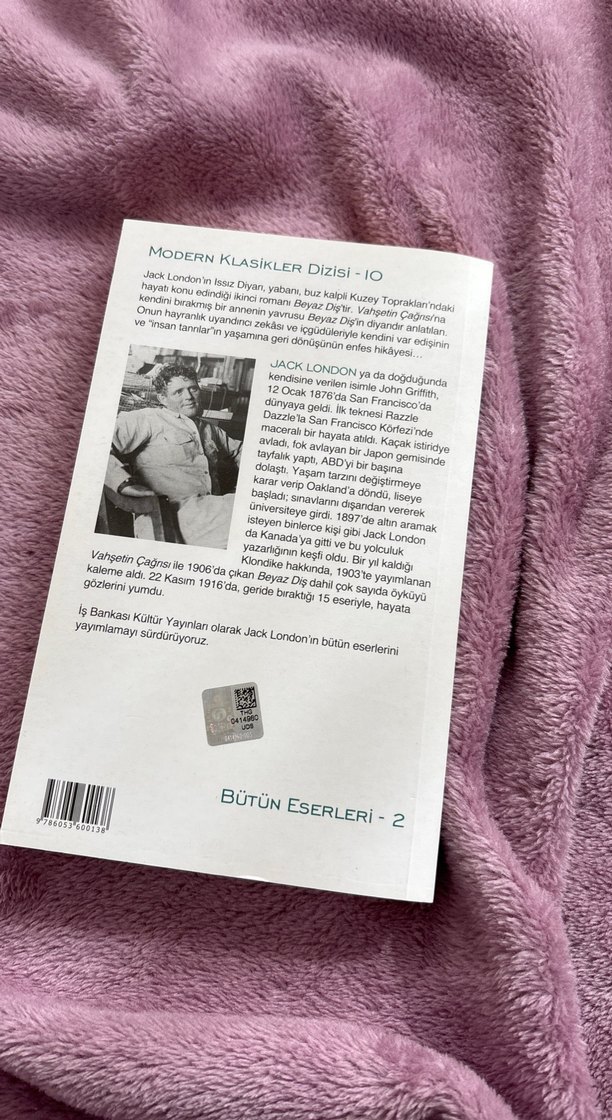 Modern Klasikler Dizisi - 10
Jack London'ın Issız Diyarı, yabanı, buz kalpli Kuzey Toprakları'ndaki
hayatı konu edindiği ikinci romanı Beyaz Diş'tir. Vahşetin Çağrısı'na
kendini bırakmış bir annenin yavrusu Beyaz Diş'in diyarıdır anlatılan.
Onun hayranlık uyandırıcı zekâsı ve içgüdüleriyle kendini var edişinin
ve "insan tanrılar"ın yaşamına geri dönüşünün enfes hikâyesi...
JACK LONDON ya da doğduğunda
kendisine verilen isimle John Griffith,
12 Ocak 1876'da San Francisco'da
dünyaya geldi. İlk teknesi Razzle
Dazzle'la San Francisco Körfezi'nde
maceralı bir hayata atıldı. Kaçak istiridye
avladı, fok avlayan bir Japon gemisinde
tayfalık yaptı, ABD'yi bir başına
dolaştı. Yaşam tarzını değiştirmeye
karar verip Oakland'a döndü, liseye
başladı; sınavlarını dışarıdan vererek
üniversiteye girdi. 1897'de altın aramak
isteyen binlerce kişi gibi Jack London
da Kanada'ya gitti ve bu yolculuk
yazarlığının keşfi oldu. Bir yıl kaldığı
Klondike hakkında, 1903'te yayımlanan
Vahşetin Çağrısı ile 1906'da çıkan Beyaz Diş dahil çok sayıda öyküyü
kaleme aldı. 22 Kasım 1916'da, geride bıraktığı 15 eseriyle, hayata
gözlerini yumdu.
İş Bankası Kültür Yayınları olarak Jack London'ın bütün eserlerini
yayımlamayı sürdürüyoruz.
THG
0414960
Bütün Eserleri - 2
9 786053 600138